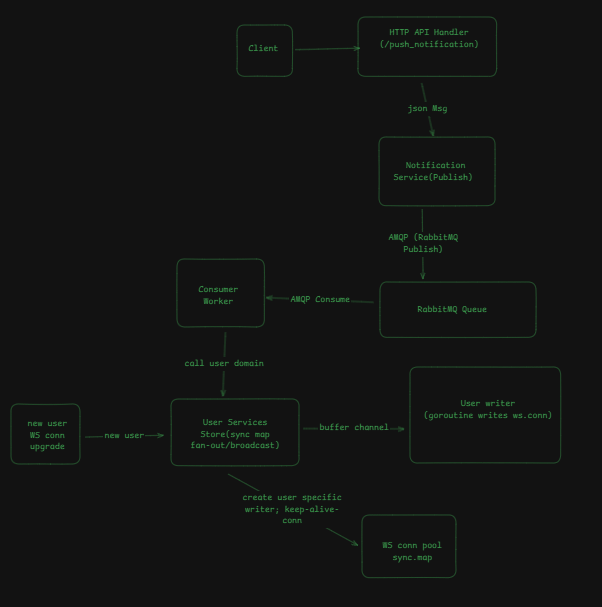 Client
HTTP API Handler
(/push_notification)
json Msg
Notification
Service(Publish)
AMQP (RabbitMQ
Publish)
Consumer
Worker
AMQP Consume
RabbitMQ Queue
call user domain
new user
WS conn
upgrade
new user
User Services
Store(sync map
fan-out/broadcast)
buffer channel
User writer
(goroutine writes ws.conn)
create user specific
writer; keep-alive-
conn
WS conn pool
sync.map